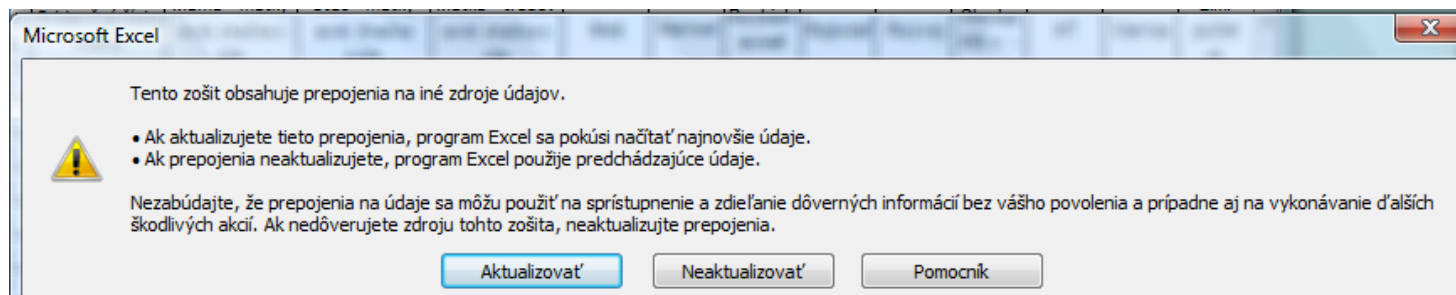 Microsoft Excel
Tento zošit obsahuje prepojenia na iné zdroje údajov.
• Ak aktualizujete tieto prepojenia, program Excel sa pokúsi načítať najnovšie údaje.
• Ak prepojenia neaktualizujete, program Excel použije predchádzajúce údaje.
Nezabúdajte, že prepojenia na údaje sa môžu použiť na sprístupnenie a zdieľanie dôverných informácií bez vášho povolenia a prípadne aj na vykonávanie ďalších
škodlivých akcií. Ak nedôverujete zdroju tohto zošita, neaktualizujte prepojenia.
Aktualizovať Neaktualizovať Pomocník